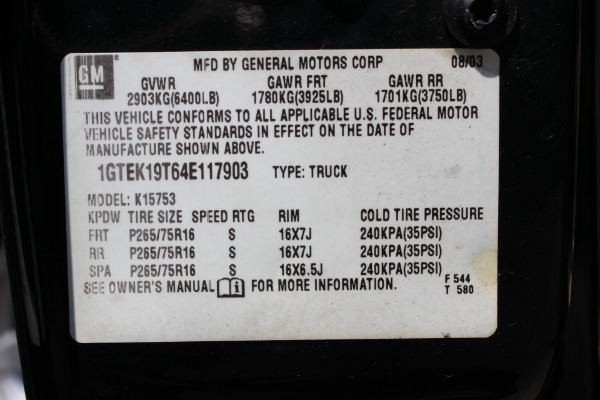 GM
MFD BY GENERAL MOTORS CORP 08/03
GVWR GAWR FRT GAWR RR
2903KG(6400LB) 1780KG(3925LB) 1701KG(3750LB)
THIS VEHICLE CONFORMS TO ALL APPLICABLE U.S. FEDERAL MOTOR
VEHICLE SAFETY STANDARDS IN EFFECT ON THE DATE OF
MANUFACTURE SHOWN ABOVE.
1GTEK19T64E117903 TYPE: TRUCK
MODEL: K15753
KPDW TIRE SIZE SPEED RTG RIM COLD TIRE PRESSURE
FRT P265/75R16 S 16X7J 240KPA(35PSI)
RR P265/75R16 S 16X7J 240KPA(35PSI)
SPA P265/75R16 S 16X6.5J 240KPA(35PSI)
SEE OWNER'S MANUAL FOR MORE INFORMATION. F 544
T 580